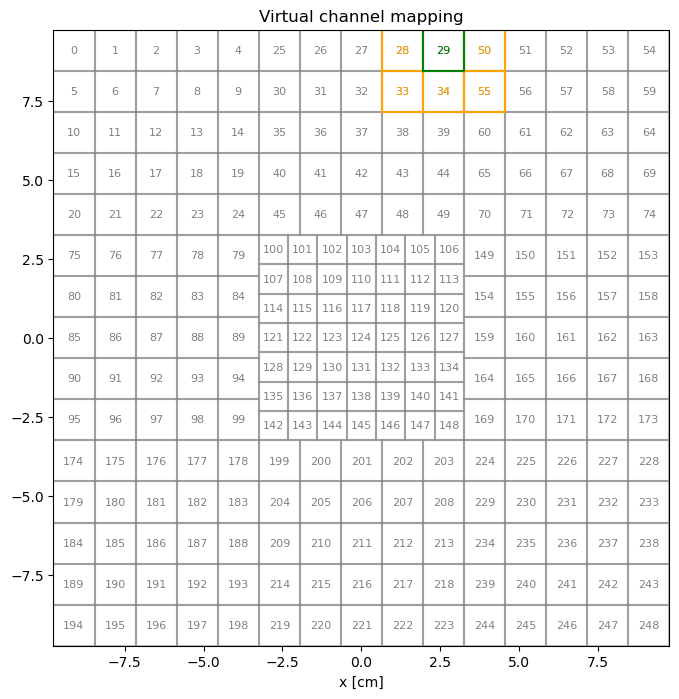 Virtual channel mapping
0 1 2 3 4 25 26 27 28 29 50 51 52 53 54
7.5 5 6 7 8 9 30 31 32 33 34 55 56 57 58 59
10 11 12 13 14 35 36 37 38 39 60 61 62 63 64
5.0 15 16 17 18 19 40 41 42 43 44 65 66 67 68 69
20 21 22 23 24 45 46 47 48 49 70 71 72 73 74
2.5 75 76 77 78 79 100 101 102 103 104 105 106 149 150 151 152 153
107 108 109 110 111 112 113
80 81 82 83 84 114 115 116 117 118 119 120 154 155 156 157 158
0.0 85 86 87 88 89 121 122 123 124 125 126 127 159 160 161 162 163
90 91 92 93 94 128 129 130 131 132 133 134 164 165 166 167 168
135 136 137 138 139 140 141
−2.5 95 96 97 98 99 142 143 144 145 146 147 148 169 170 171 172 173
174 175 176 177 178 199 200 201 202 203 224 225 226 227 228
−5.0 179 180 181 182 183 204 205 206 207 208 229 230 231 232 233
184 185 186 187 188 209 210 211 212 213 234 235 236 237 238
−7.5 189 190 191 192 193 214 215 216 217 218 239 240 241 242 243
194 195 196 197 198 219 220 221 222 223 244 245 246 247 248
−7.5 −5.0 −2.5 0.0 2.5 5.0 7.5
x [cm]